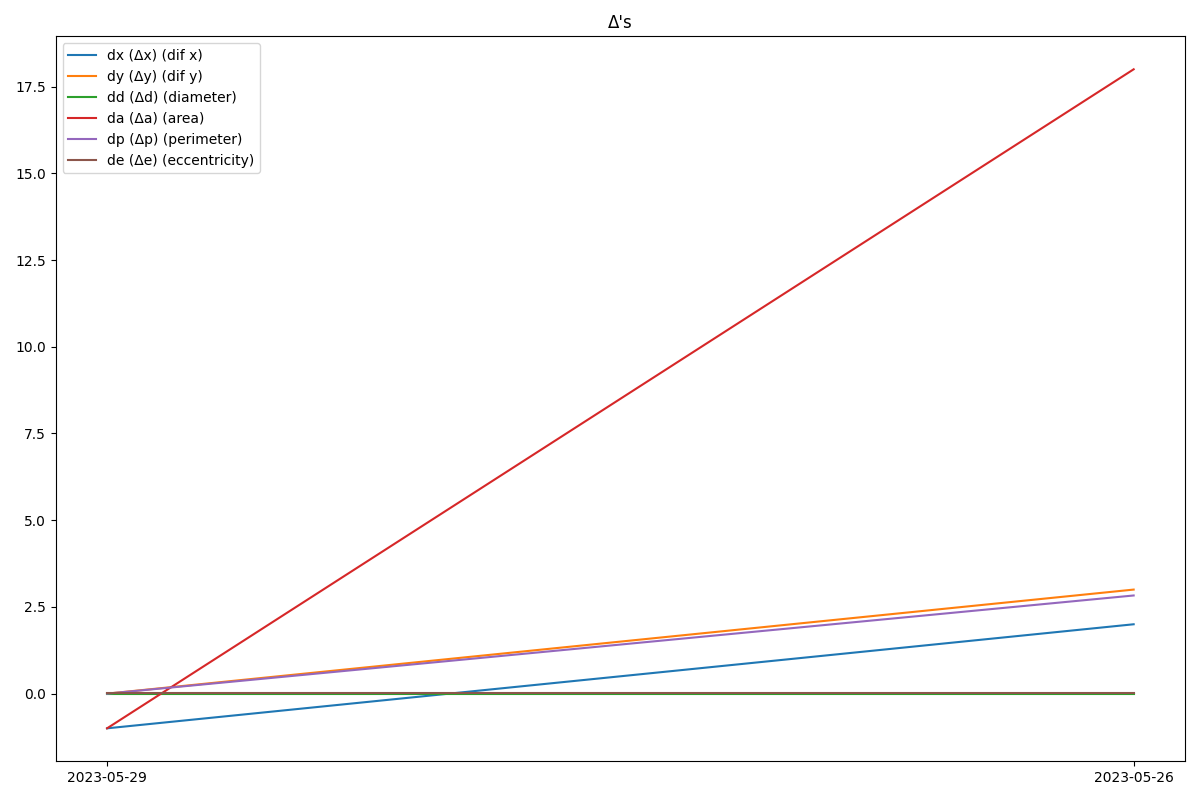 Δ's
dx (Δx) (dif x)
dy (Δy) (dif y)
dd (Δd) (diameter)
da (Δa) (area)
dp (Δp) (perimeter)
de (Δe) (eccentricity)
17.5
15.0
12.5
10.0
7.5
5.0
2.5
0.0
2023-05-29 2023-05-26